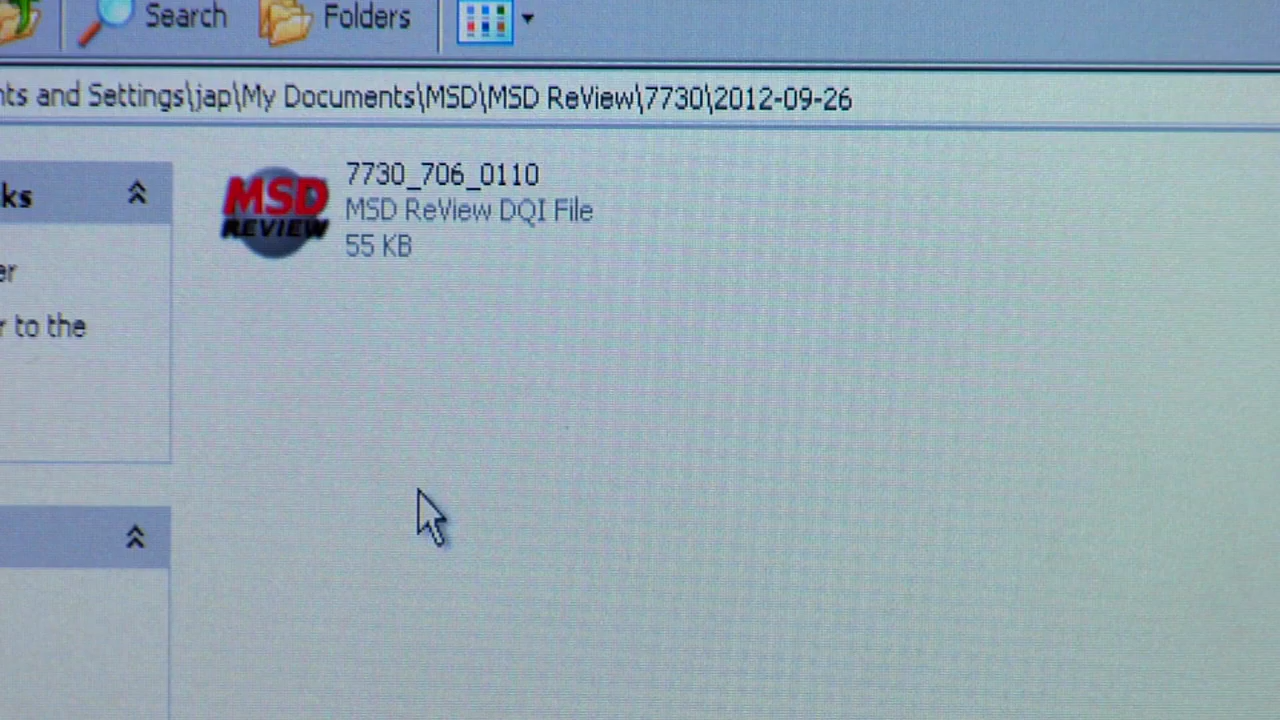 Search
Folders
nts and Settings\jap\My Documents\MSD\MSD ReView\7730\2012-09-26
ks
er
r to the
MSD
REVIEW
7730_706_0110
MSD ReView DQI File
55 KB